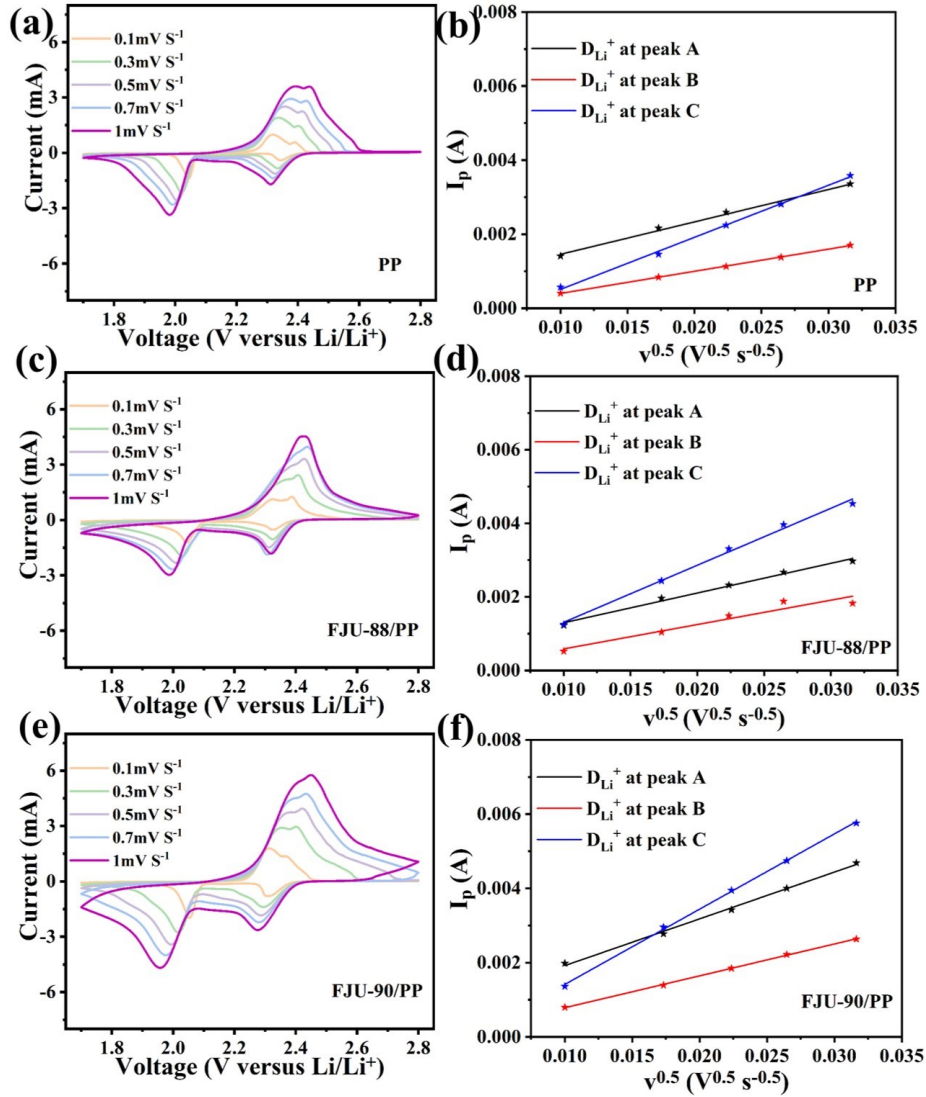 (a)
6
3
0
-3
-6
Current (mA)
0.1mV S⁻¹
0.3mV S⁻¹
0.5mV S⁻¹
0.7mV S⁻¹
1mV S⁻¹
PP
1.8 2.0 2.2 2.4 2.6 2.8
Voltage (V versus Li/Li⁺)
(b)
0.008
0.006
0.004
0.002
0.000
Iₚ (A)
D_Li⁺ at peak A
D_Li⁺ at peak B
D_Li⁺ at peak C
PP
0.010 0.015 0.020 0.025 0.030 0.035
v⁰·⁵ (V⁰·⁵ s⁻⁰·⁵)
(c)
6
3
0
-3
-6
Current (mA)
0.1mV S⁻¹
0.3mV S⁻¹
0.5mV S⁻¹
0.7mV S⁻¹
1mV S⁻¹
FJU-88/PP
1.8 2.0 2.2 2.4 2.6 2.8
Voltage (V versus Li/Li⁺)
(d)
0.008
0.006
0.004
0.002
0.000
Iₚ (A)
D_Li⁺ at peak A
D_Li⁺ at peak B
D_Li⁺ at peak C
FJU-88/PP
0.010 0.015 0.020 0.025 0.030 0.035
v⁰·⁵ (V⁰·⁵ s⁻⁰·⁵)
(e)
6
3
0
-3
-6
Current (mA)
0.1mV S⁻¹
0.3mV S⁻¹
0.5mV S⁻¹
0.7mV S⁻¹
1mV S⁻¹
FJU-90/PP
1.8 2.0 2.2 2.4 2.6 2.8
Voltage (V versus Li/Li⁺)
(f)
0.008
0.006
0.004
0.002
0.000
Iₚ (A)
D_Li⁺ at peak A
D_Li⁺ at peak B
D_Li⁺ at peak C
FJU-90/PP
0.010 0.015 0.020 0.025 0.030 0.035
v⁰·⁵ (V⁰·⁵ s⁻⁰·⁵)